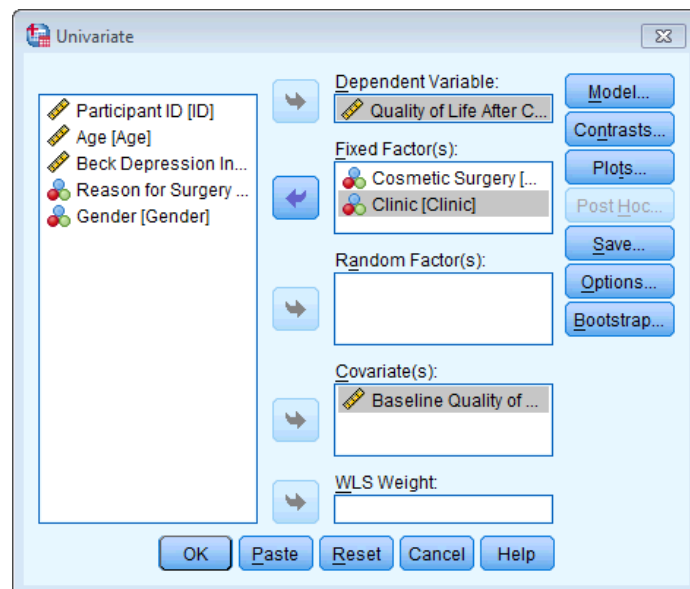 Univariate
Participant ID [ID]
Age [Age]
Beck Depression In...
Reason for Surgery ...
Gender [Gender]
Dependent Variable:
Quality of Life After C...
Fixed Factor(s):
Cosmetic Surgery [...
Clinic [Clinic]
Random Factor(s):
Covariate(s):
Baseline Quality of ...
WLS Weight:
Model...
Contrasts...
Plots...
Post Hoc...
Save...
Options...
Bootstrap...
OK Paste Reset Cancel Help